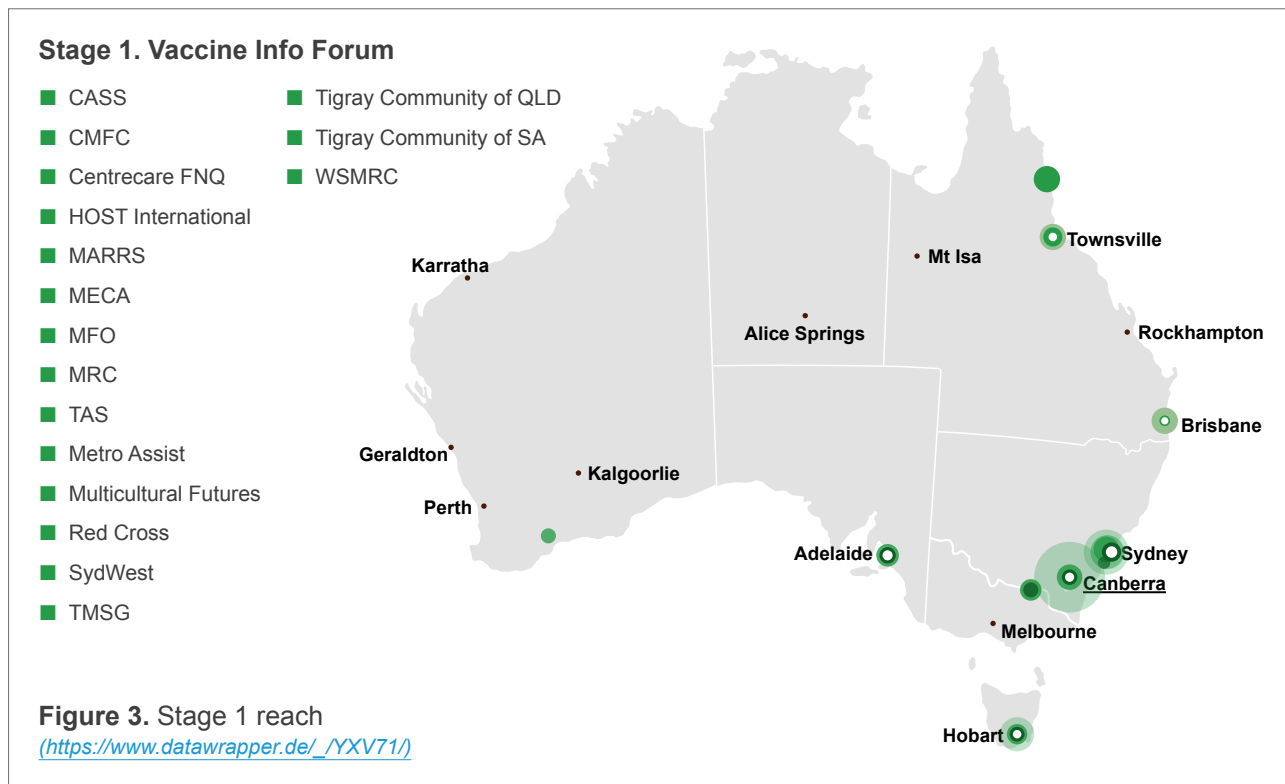 Stage 1. Vaccine Info Forum
CASS
CMFC
Centrecare FNQ
HOST International
MARRS
MECA
MFO
MRC
TAS
Metro Assist
Multicultural Futures
Red Cross
SydWest
TMSG
Tigray Community of QLD
Tigray Community of SA
WSMRC
Townsville
Mt Isa
Karratha
Alice Springs
Rockhampton
Brisbane
Geraldton
Kalgoorlie
Perth
Adelaide
Sydney
Canberra
Melbourne
Hobart
Figure 3. Stage 1 reach
(https://www.datawrapper.de/_/YXV71/)